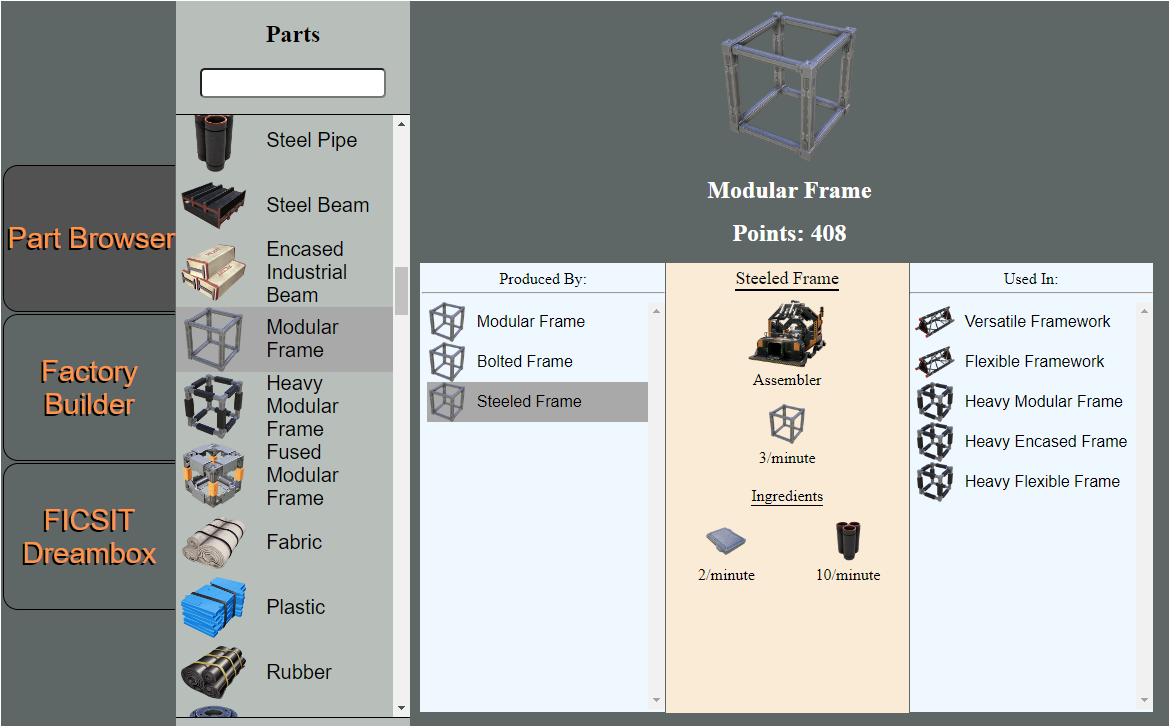 Part Browser
Factory
Builder
FICSIT
Dreambox
Parts
Steel Pipe
Steel Beam
Encased
Industrial
Beam
Modular
Frame
Heavy
Modular
Frame
Fused
Modular
Frame
Fabric
Plastic
Rubber
Modular Frame
Points: 408
Produced By:
Modular Frame
Bolted Frame
Steeled Frame
Steeled Frame
Assembler
3/minute
Ingredients
2/minute
10/minute
Used In:
Versatile Framework
Flexible Framework
Heavy Modular Frame
Heavy Encased Frame
Heavy Flexible Frame